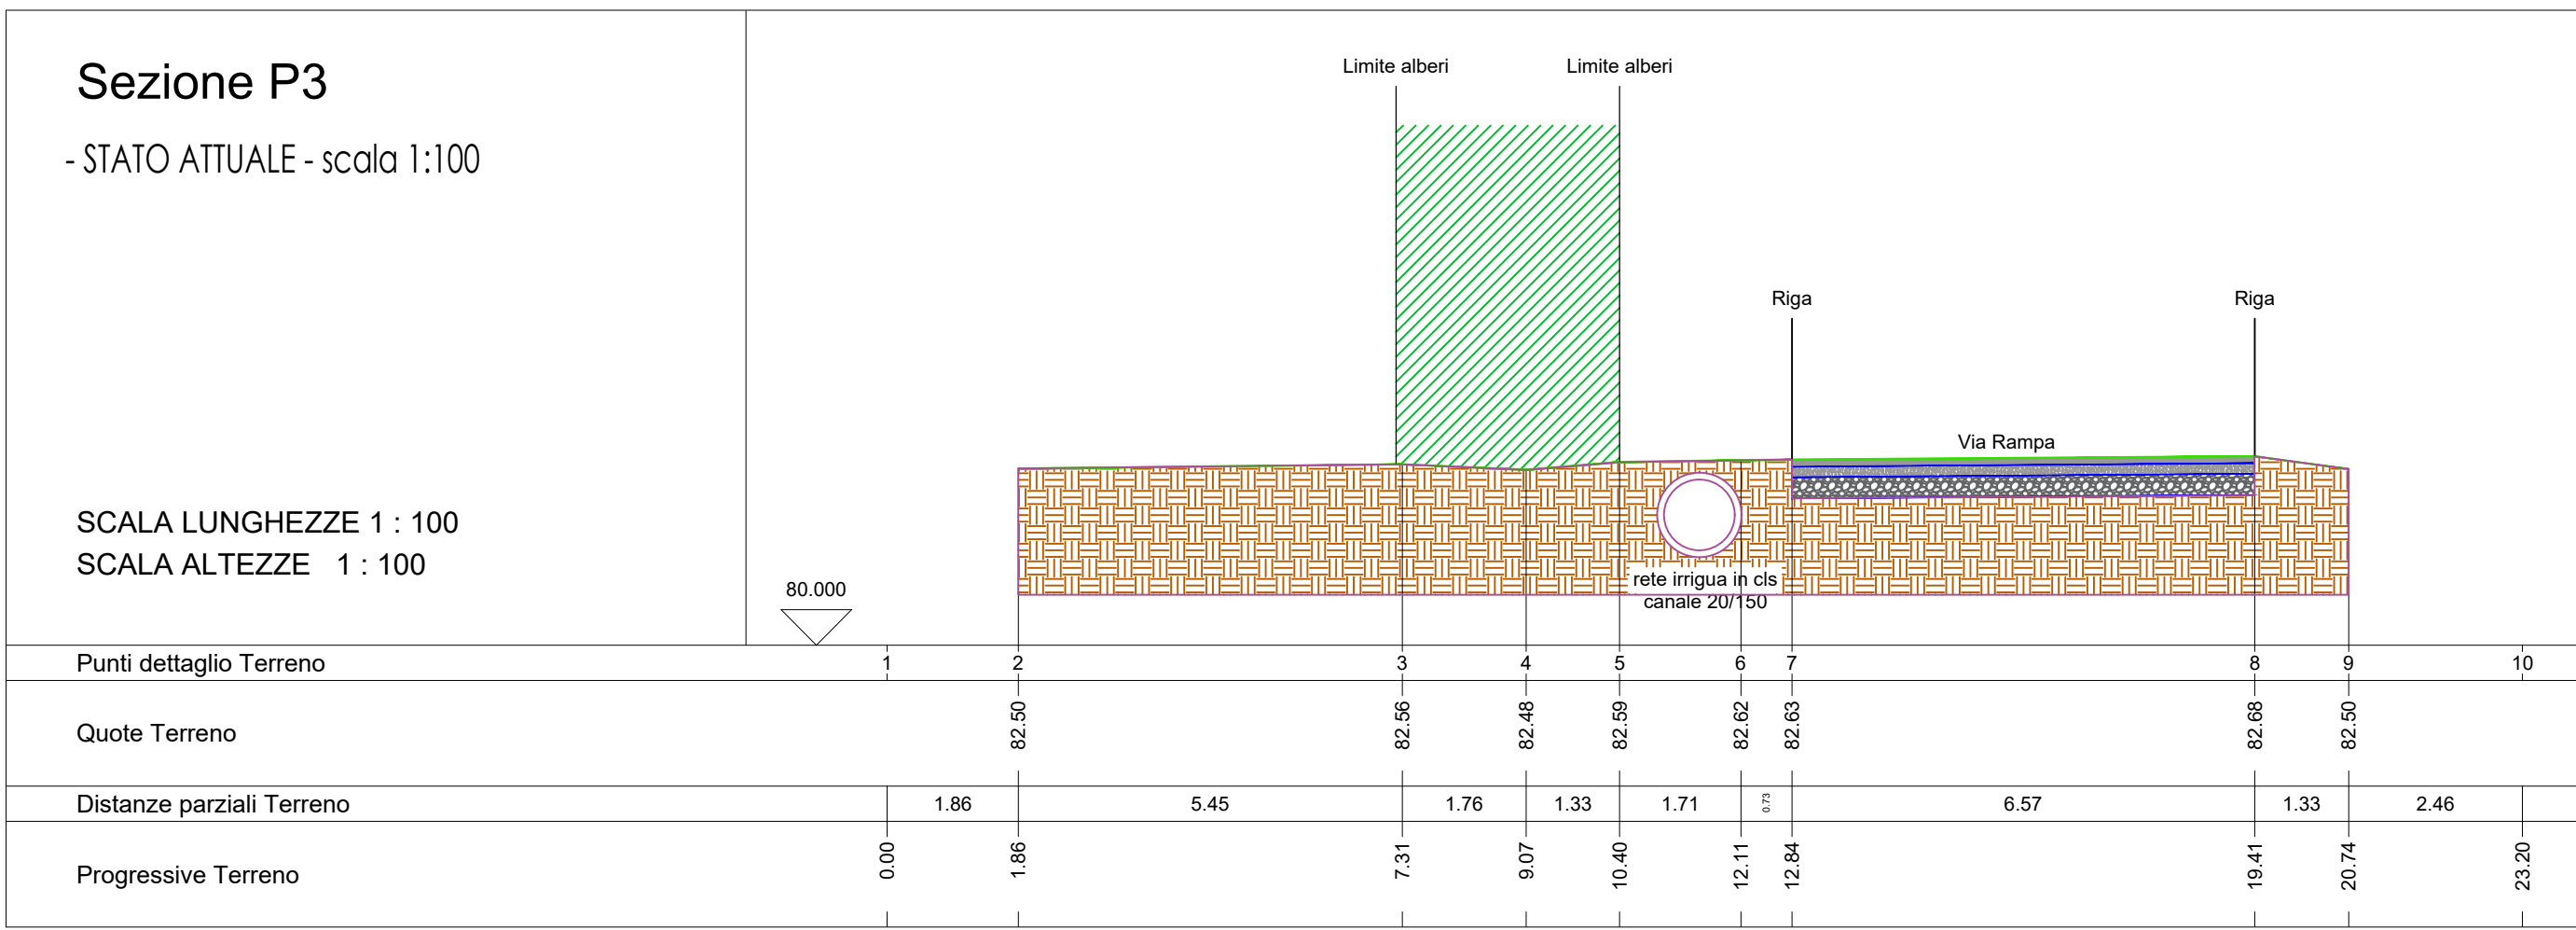 Sezione P3
- STATO ATTUALE - scala 1:100
Limite alberi
Limite alberi
Riga
Riga
Via Rampa
SCALA LUNGHEZZE 1 : 100
SCALA ALTEZZE 1 : 100
rete irrigua in cls
canale 20/150
80.000
Punti dettaglio Terreno 1 2 3 4 5 6 7 8 9 10
Quote Terreno 82.50 82.56 82.48 82.59 82.62 82.63 82.68 82.50
Distanze parziali Terreno 1.86 5.45 1.76 1.33 1.71 0.73 6.57 1.33 2.46
Progressive Terreno 0.00 1.86 7.31 9.07 10.40 12.11 12.84 19.41 20.74 23.20